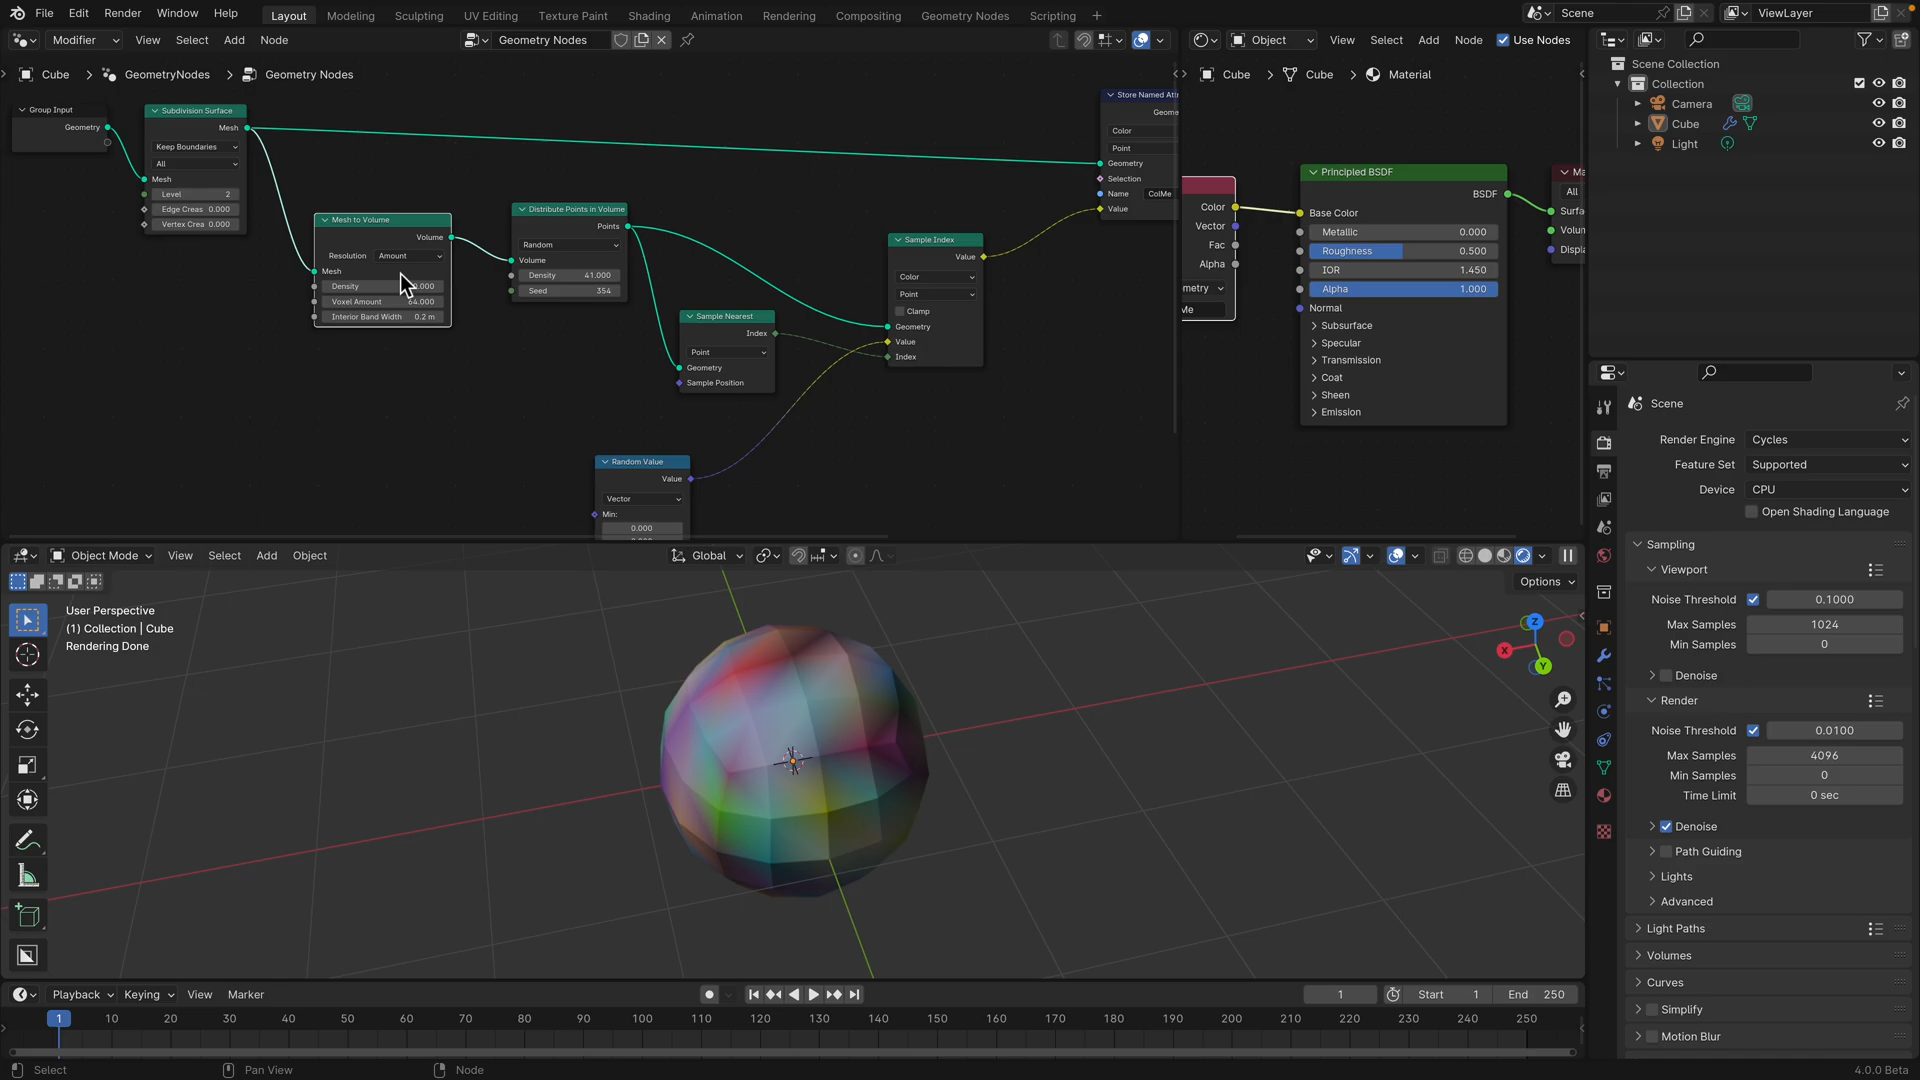 File Edit Render Window Help Layout Modeling Sculpting UV Editing Texture Paint Shading Animation Rendering Compositing Geometry Nodes Scripting + Scene ViewLayer
Modifier View Select Add Node Geometry Nodes
Object View Select Add Node Use Nodes
Cube > GeometryNodes > Geometry Nodes
Cube > Cube > Material
Scene Collection
Collection
Camera
Cube
Light
Group Input
Geometry
Subdivision Surface
Mesh
Keep Boundaries
All
Mesh
Level 2
Edge Creas 0.000
Vertex Crea 0.000
Mesh to Volume
Volume
Resolution Amount
Mesh
Density
Voxel Amount 64.000
Interior Band Width 0.2 m
Distribute Points in Volume
Points
Random
Volume
Density 41.000
Seed 354
Sample Nearest
Index
Point
Geometry
Sample Position
Sample Index
Value
Color
Point
Clamp
Geometry
Value
Index
Random Value
Value
Vector
Min:
0.000
Store Named Attr
Geome
Color
Point
Geometry
Selection
Name ColMe
Value
Color
Vector
Fac
Alpha
metry
Me
Principled BSDF
BSDF
Base Color
Metallic 0.000
Roughness 0.500
IOR 1.450
Alpha 1.000
Normal
Subsurface
Specular
Transmission
Coat
Sheen
Emission
Ma
All
Surfa
Volun
Displa
Object Mode View Select Add Object Global
Options
User Perspective
(1) Collection | Cube
Rendering Done
Z
X
Y
Scene
Render Engine Cycles
Feature Set Supported
Device CPU
Open Shading Language
Sampling
Viewport
Noise Threshold 0.1000
Max Samples 1024
Min Samples 0
Denoise
Render
Noise Threshold 0.0100
Max Samples 4096
Min Samples 0
Time Limit 0 sec
Denoise
Path Guiding
Lights
Advanced
Light Paths
Volumes
Curves
Simplify
Motion Blur
Playback Keying View Marker 1 Start 1 End 250
1 10 20 30 40 50 60 70 80 90 100 110 120 130 140 150 160 170 180 190 200 210 220 230 240 250
Select Pan View Node 4.0.0 Beta